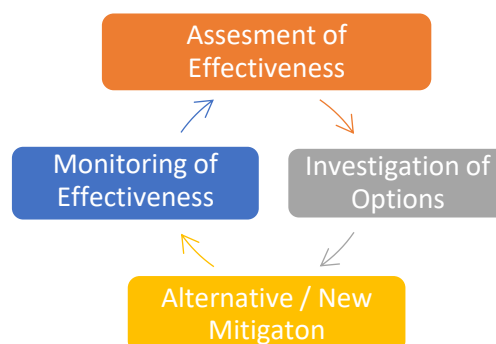 Assesment of
Effectiveness
Monitoring of
Effectiveness
Investigation of
Options
Alternative / New
Mitigaton